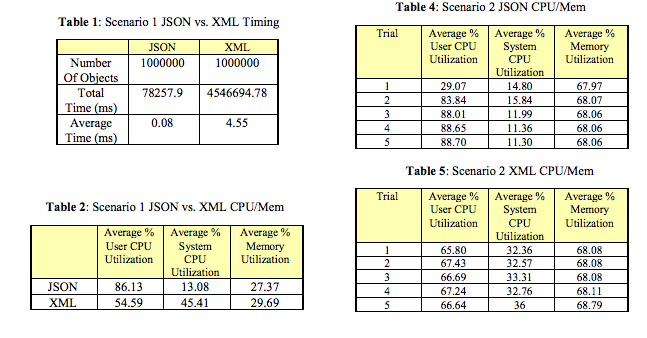 Table 1: Scenario 1 JSON vs. XML Timing
JSON XML
Number Of Objects 1000000 1000000
Total Time (ms) 78257.9 4546694.78
Average Time (ms) 0.08 4.55
Table 2: Scenario 1 JSON vs. XML CPU/Mem
Average % User CPU Utilization Average % System CPU Utilization Average % Memory Utilization
JSON 86.13 13.08 27.37
XML 54.59 45.41 29.69
Table 4: Scenario 2 JSON CPU/Mem
Trial Average % User CPU Utilization Average % System CPU Utilization Average % Memory Utilization
1 29.07 14.80 67.97
2 83.84 15.84 68.07
3 88.01 11.99 68.06
4 88.65 11.36 68.06
5 88.70 11.30 68.06
Table 5: Scenario 2 XML CPU/Mem
Trial Average % User CPU Utilization Average % System CPU Utilization Average % Memory Utilization
1 65.80 32.36 68.08
2 67.43 32.57 68.08
3 66.69 33.31 68.08
4 67.24 32.76 68.11
5 66.64 36 68.79